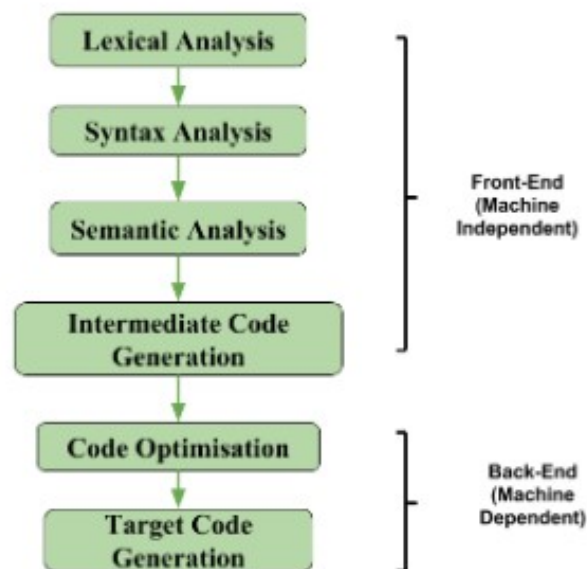 Lexical Analysis
Syntax Analysis
Semantic Analysis
Intermediate Code
Generation
Code Optimisation
Target Code
Generation
Front-End
(Machine
Independent)
Back-End
(Machine
Dependent)